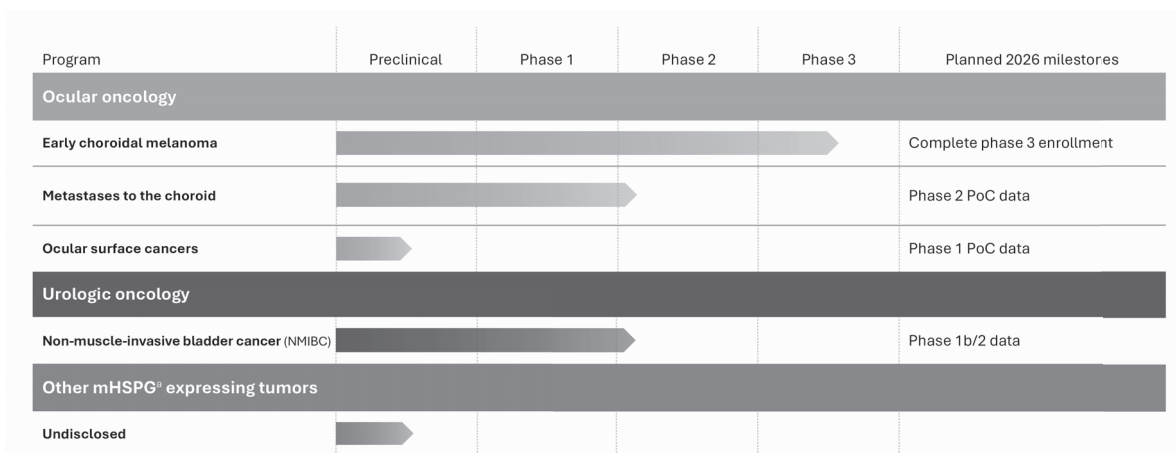 Program Preclinical Phase 1 Phase 2 Phase 3 Planned 2026 milestones
Ocular oncology
Early choroidal melanoma Complete phase 3 enrollment
Metastases to the choroid Phase 2 PoC data
Ocular surface cancers Phase 1 PoC data
Urologic oncology
Non-muscle-invasive bladder cancer (NMIBC) Phase 1b/2 data
Other mHSPGᵃ expressing tumors
Undisclosed